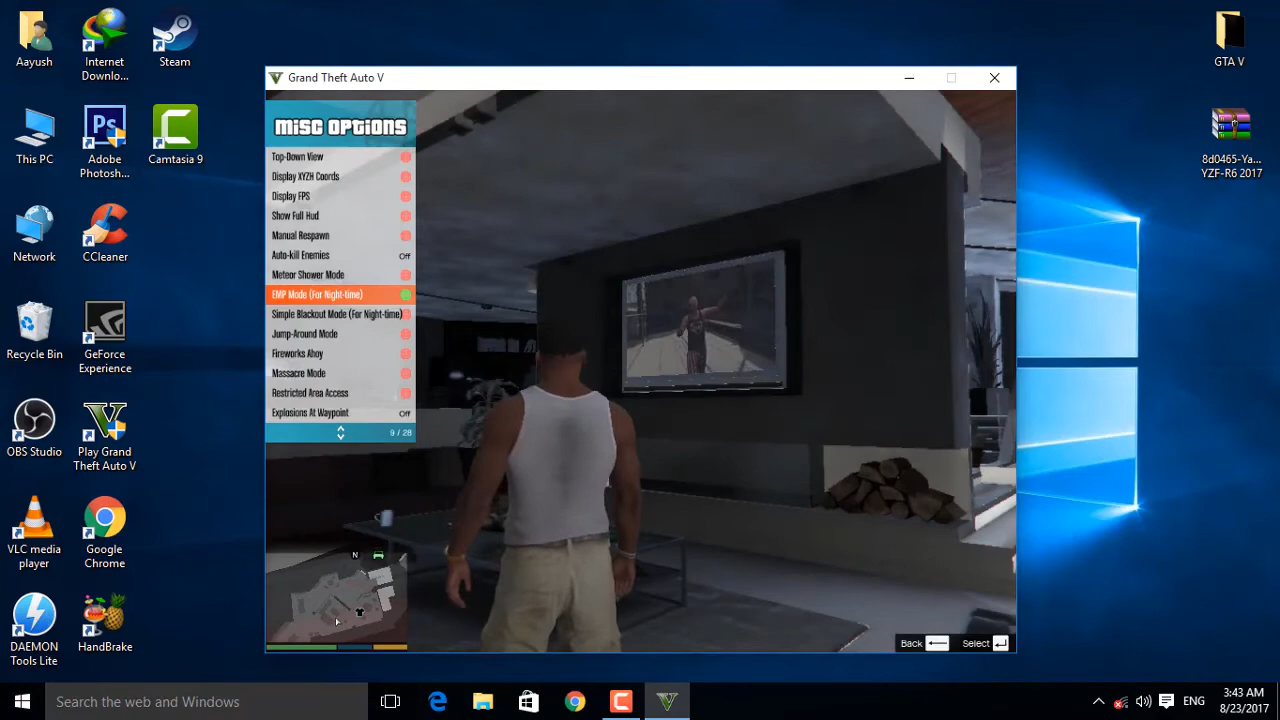 Aayush
Internet
Downlo...
Steam
GTA V
This PC
Adobe
Photosh...
Camtasia 9
8d0465-Ya...
YZF-R6 2017
Network
CCleaner
Recycle Bin
GeForce
Experience
OBS Studio
Play Grand
Theft Auto V
VLC media
player
Google
Chrome
DAEMON
Tools Lite
HandBrake
Grand Theft Auto V
MISC OPTIONS
Top-Down View
Display XYZH Coords
Display FPS
Show Full Hud
Manual Respawn
Auto-kill Enemies Off
Meteor Shower Mode
EMP Mode (For Night-time)
Simple Blackout Mode (For Night-time)
Jump-Around Mode
Fireworks Ahoy
Massacre Mode
Restricted Area Access
Explosions At Waypoint Off
9 / 28
N
Back Select
Search the web and Windows
ENG
3:43 AM
8/23/2017